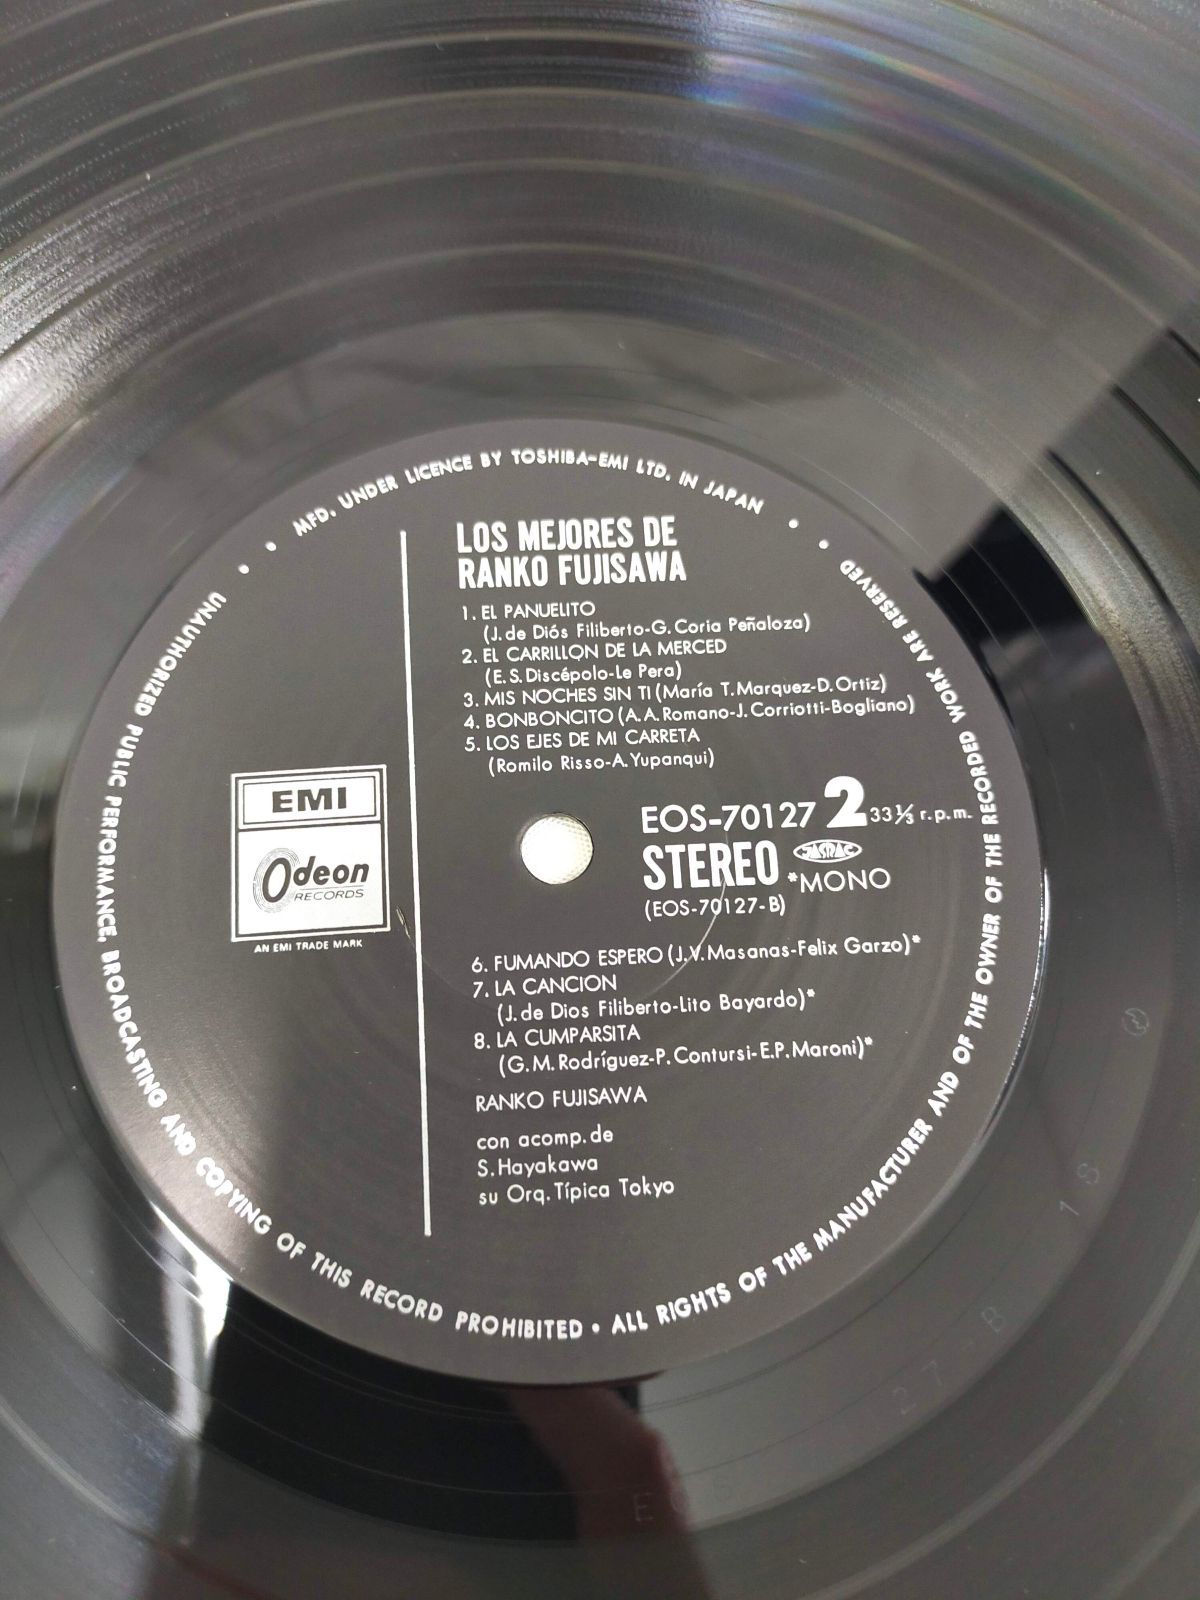 MFD. UNDER LICENCE BY TOSHIBA-EMI LTD. IN JAPAN
LOS MEJORES DE
RANKO FUJISAWA
1. EL PANUELITO
(J. de Diós Filiberto-G. Coria Peñaloza)
2. EL CARRILLON DE LA MERCED
(E. S. Discépolo-Le Pera)
3. MIS NOCHES SIN TI (María T. Marquez-D. Ortiz)
4. BONBONCITO (A. A. Romano-J. Corriotti-Bogliano)
5. LOS EJES DE MI CARRETA
(Romilo Risso-A. Yupanqui)
EMI
Odeon
RECORDS
AN EMI TRADE MARK
EOS-70127 2 33 1/3 r.p.m.
STEREO JASRAC *MONO
(EOS-70127-B)
6. FUMANDO ESPERO (J. V. Masanas-Felix Garzo)*
7. LA CANCION
(J. de Dios Filiberto-Lito Bayardo)*
8. LA CUMPARSITA
(G. M. Rodríguez-P. Contursi-E. P. Maroni)*
RANKO FUJISAWA
con acomp. de
S. Hayakawa
su Orq. Típica Tokyo
UNAUTHORIZED PUBLIC PERFORMANCE, BROADCASTING AND COPYING OF THIS RECORD PROHIBITED • ALL RIGHTS OF THE MANUFACTURER AND OF THE OWNER OF THE RECORDED WORK ARE RESERVED
27-B 1S